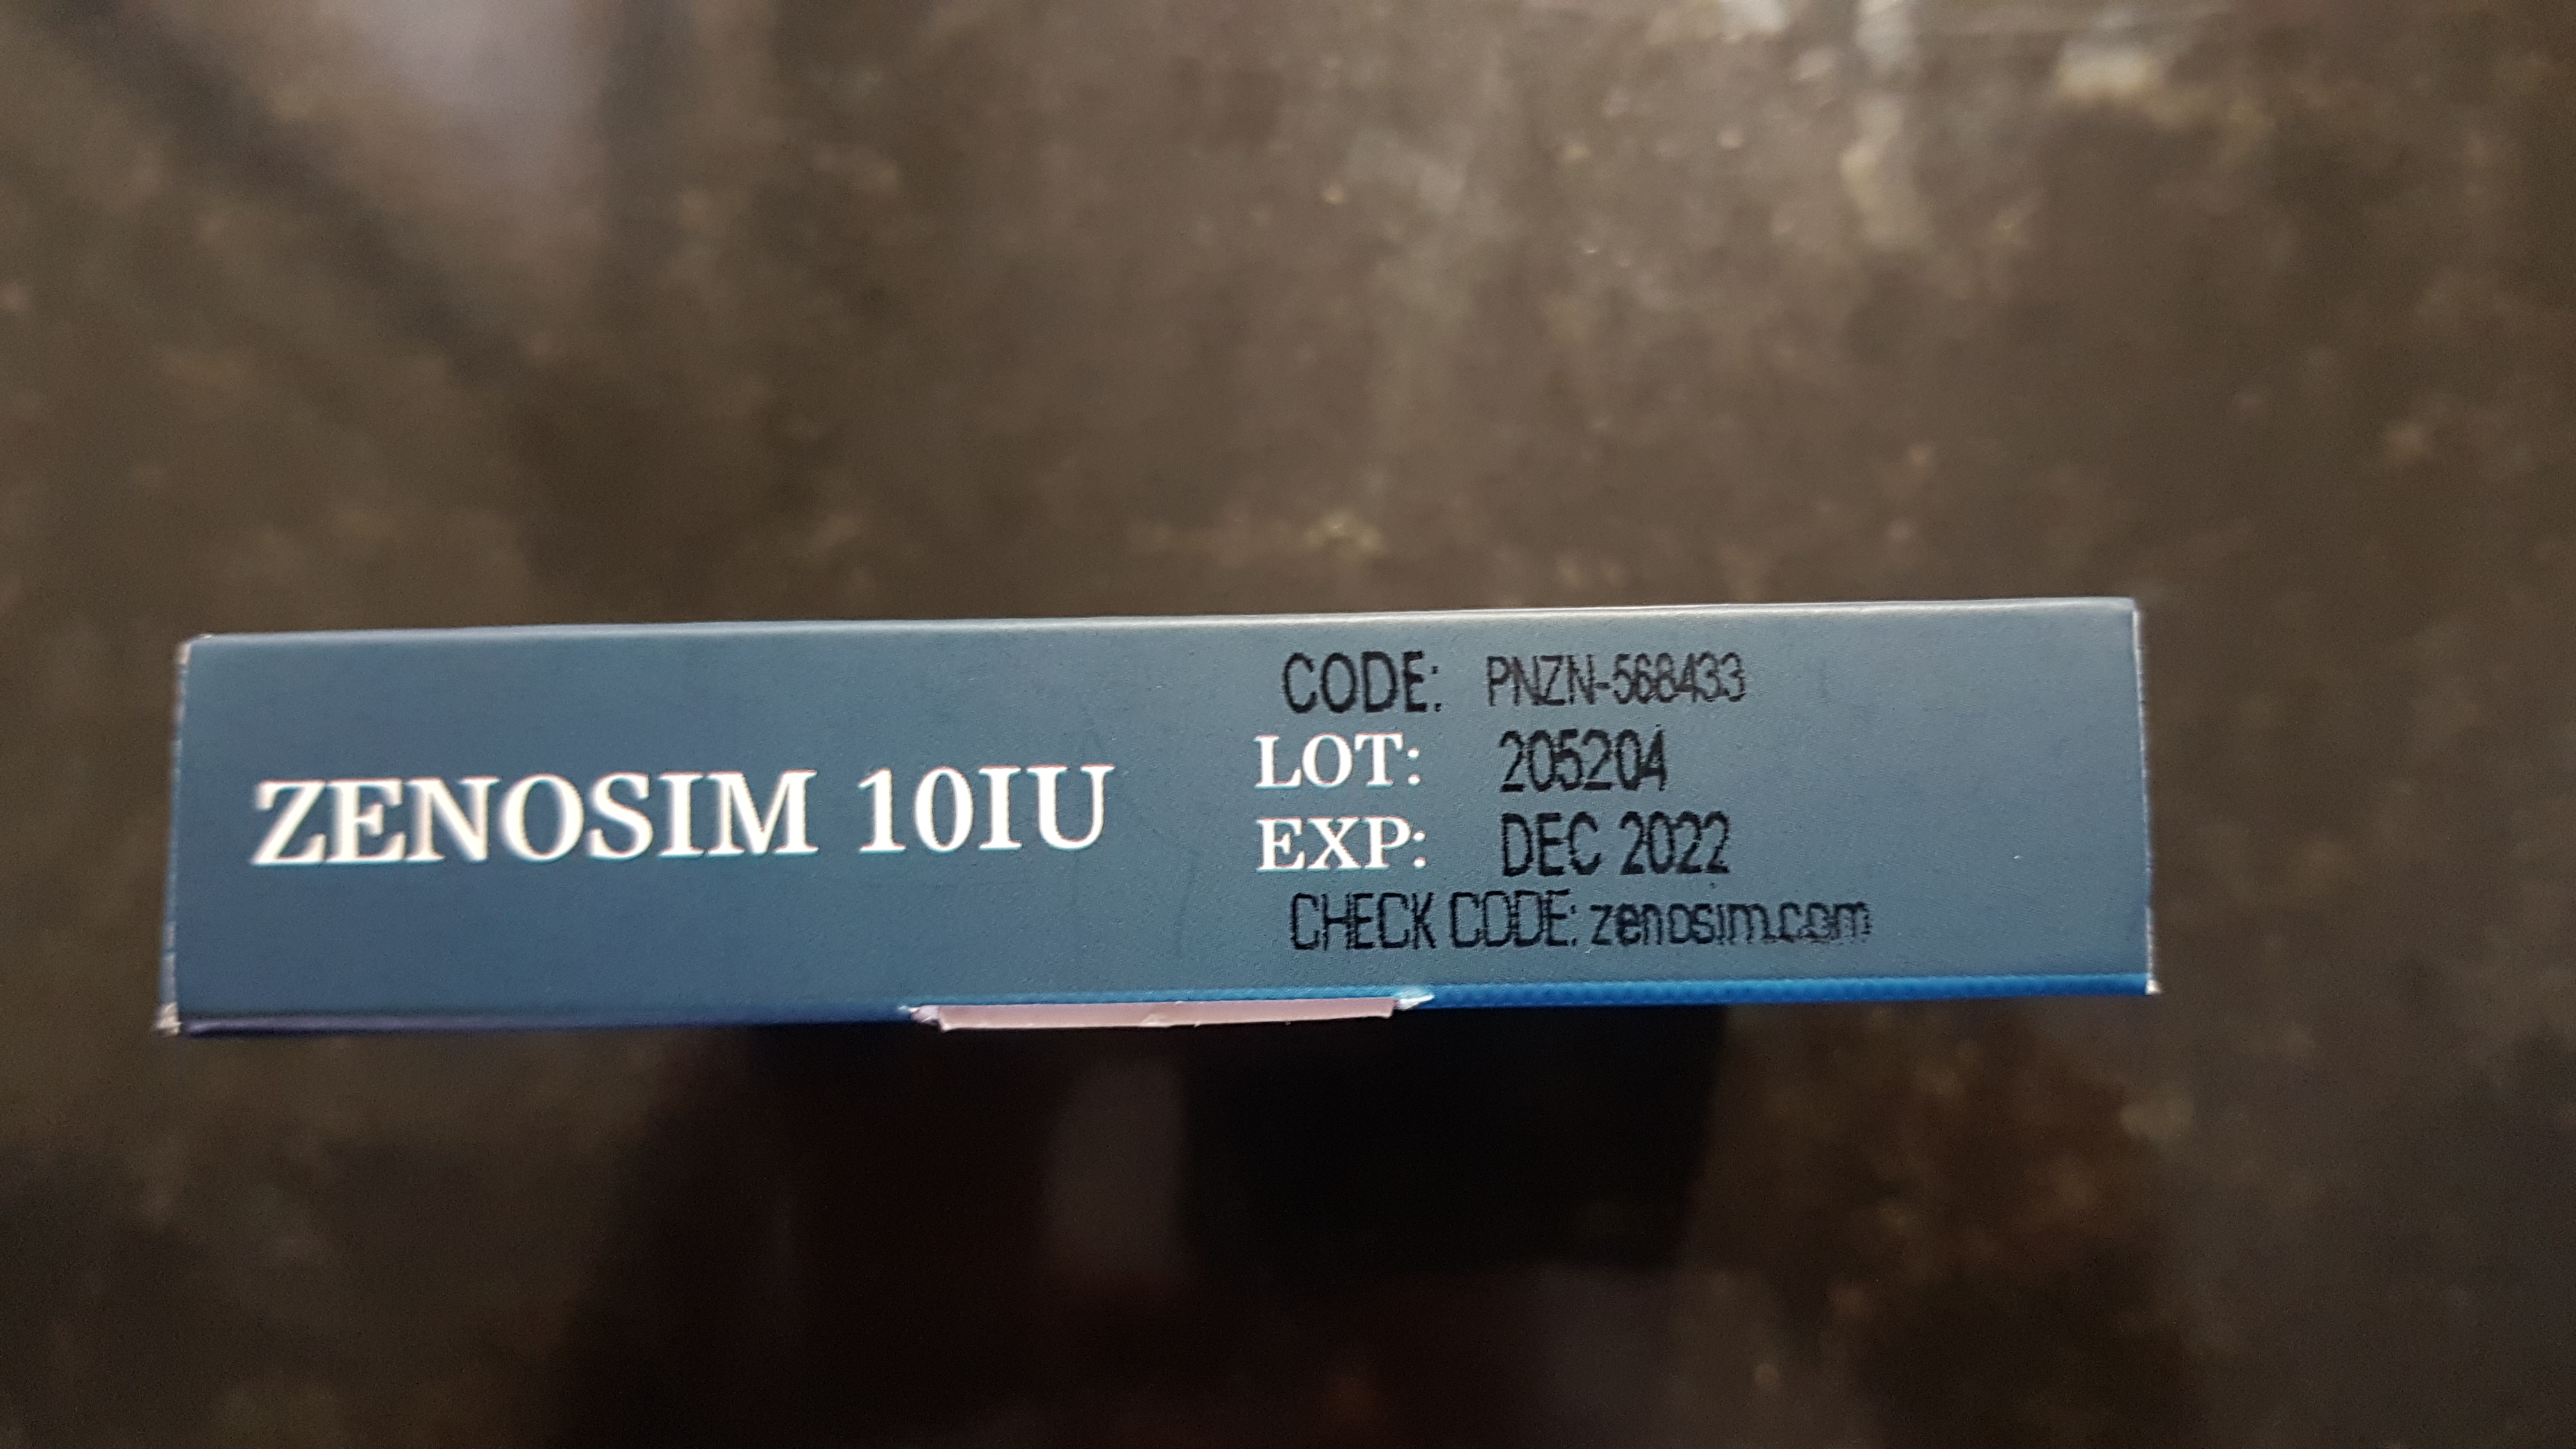 ZENOSIM 10IU
CODE: PNZN-568433
LOT: 205204
EXP: DEC 2022
CHECK CODE: zenosim.com